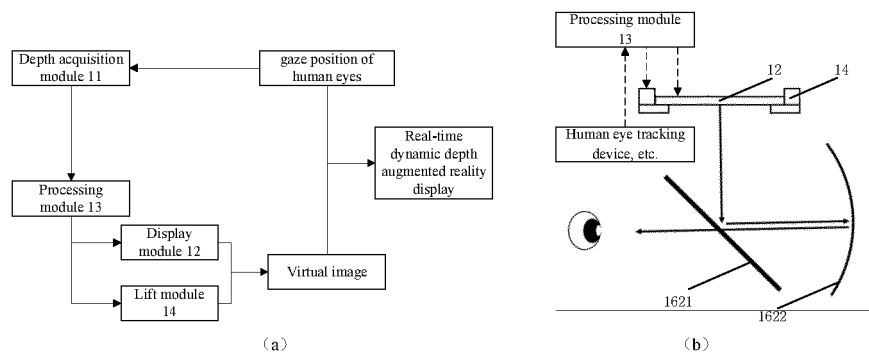 Depth acquisition
module 11
gaze position of
human eyes
Real-time
dynamic depth
augmented reality
display
Processing
module 13
Display
module 12
Lift module
14
Virtual image
(a)
Processing module
13
12
14
Human eye tracking
device, etc.
1621
1622
(b)